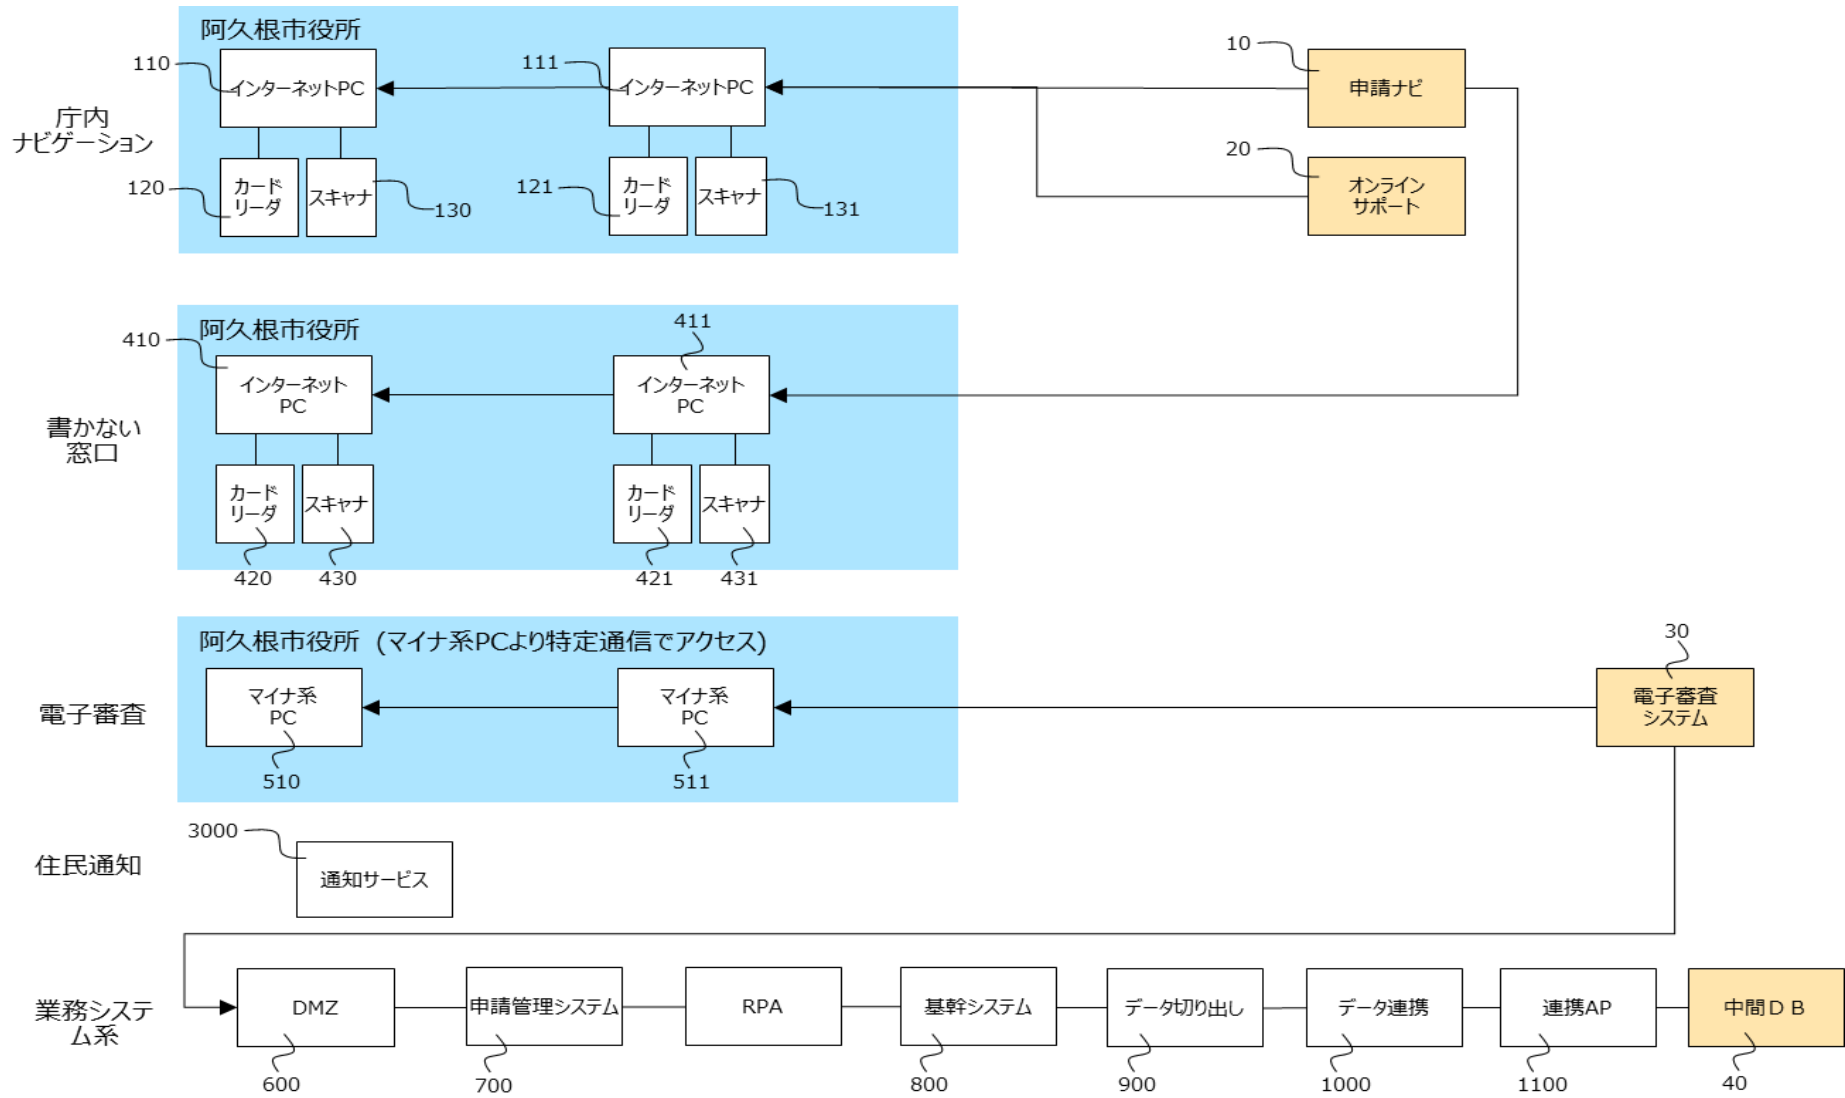 阿久根市役所
110
インターネットPC
111
インターネットPC
10
申請ナビ
庁内
ナビゲーション
120
カード
リーダ
スキャナ
130
121
カード
リーダ
スキャナ
131
20
オンライン
サポート
阿久根市役所
410
インターネット
PC
411
インターネット
PC
書かない
窓口
カード
リーダ
スキャナ
カード
リーダ
スキャナ
420
430
421
431
阿久根市役所 (マイナ系PCより特定通信でアクセス)
30
電子審査
マイナ系
PC
マイナ系
PC
電子審査
システム
510
511
3000
住民通知
通知サービス
業務システ
ム系
DMZ
申請管理システム
RPA
基幹システム
データ切り出し
データ連携
連携AP
中間ＤＢ
600
700
800
900
1000
1100
40